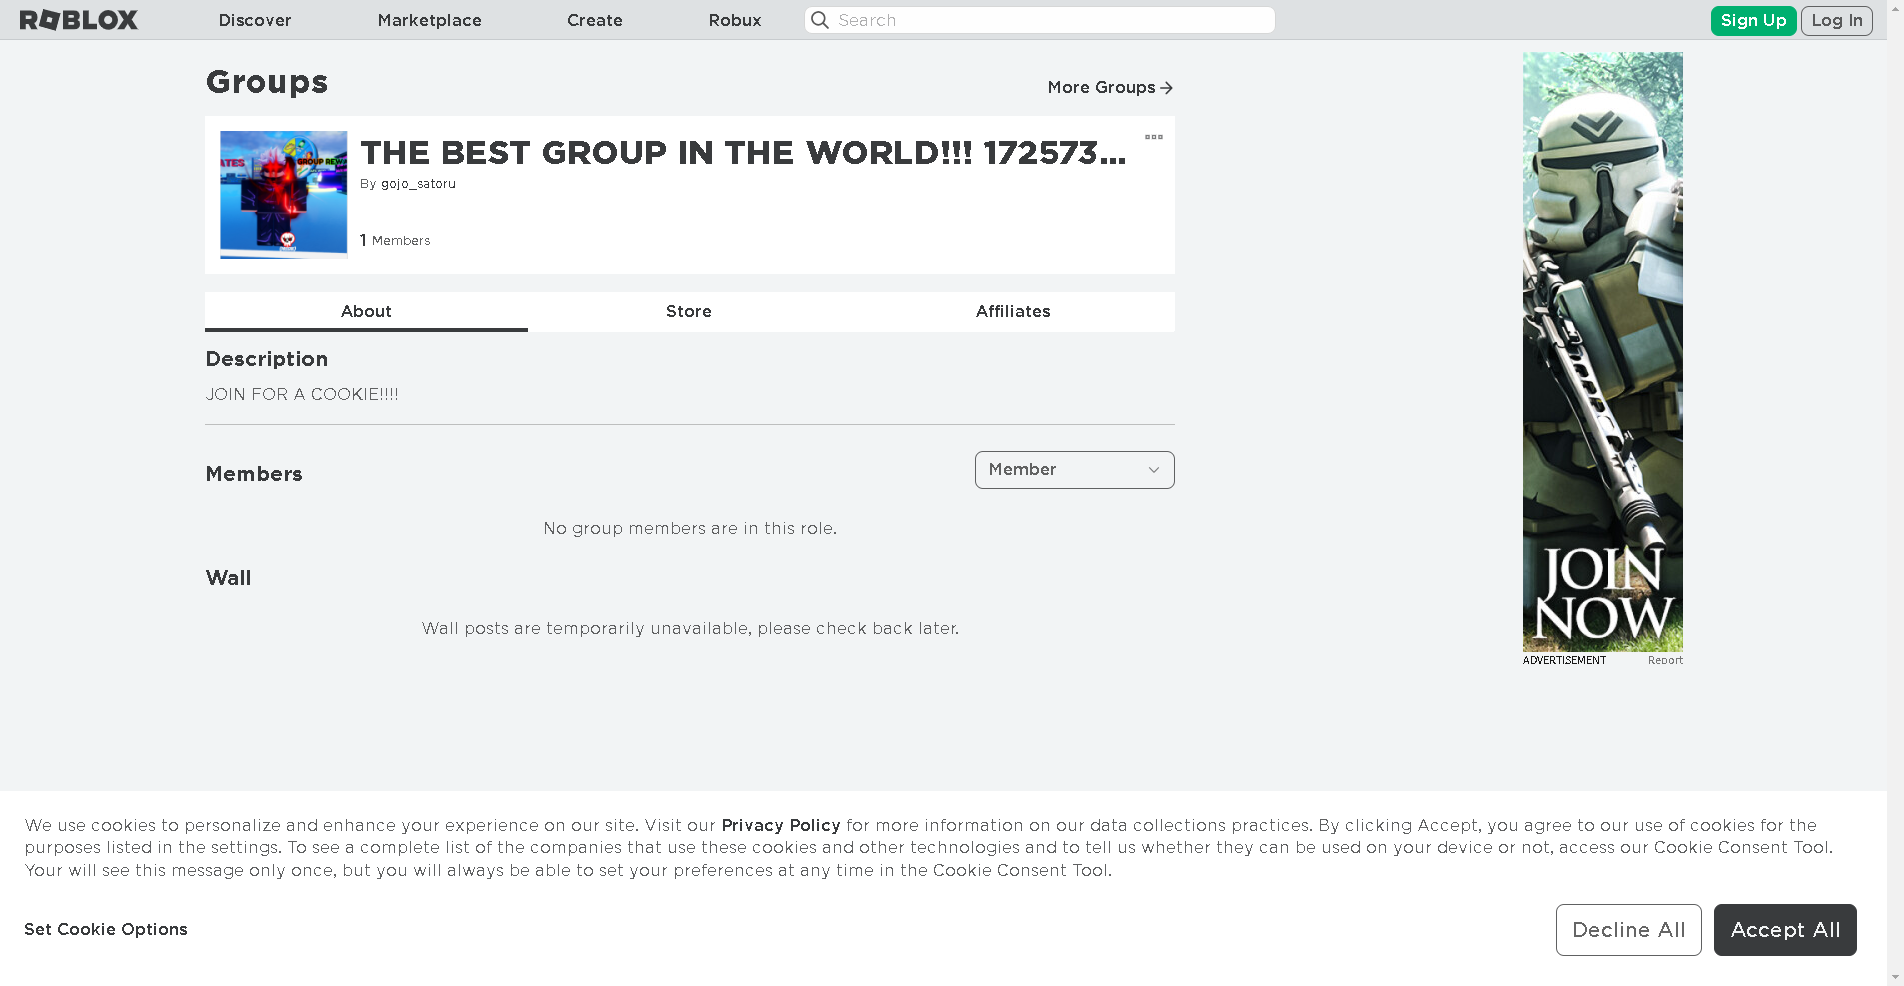 ROBLOX
Discover
Marketplace
Create
Robux
Search
Sign Up
Log In
Groups
More Groups
GROUP REW
THE BEST GROUP IN THE WORLD!!! 172573...
By gojo_satoru
1 Members
About
Store
Affiliates
Description
JOIN FOR A COOKIE!!!!
Members
Member
No group members are in this role.
Wall
Wall posts are temporarily unavailable, please check back later.
JOIN
NOW
ADVERTISEMENT
Report
We use cookies to personalize and enhance your experience on our site. Visit our Privacy Policy for more information on our data collections practices. By clicking Accept, you agree to our use of cookies for the
purposes listed in the settings. To see a complete list of the companies that use these cookies and other technologies and to tell us whether they can be used on your device or not, access our Cookie Consent Tool.
Your will see this message only once, but you will always be able to set your preferences at any time in the Cookie Consent Tool.
Set Cookie Options
Decline All
Accept All